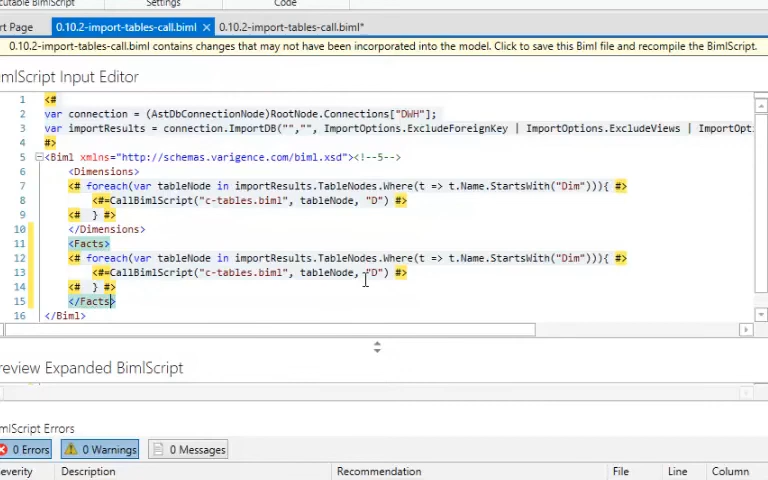 utable BimlScript Settings Code
rt Page 0.10.2-import-tables-call.biml × 0.10.2-import-tables-call.biml*
0.10.2-import-tables-call.biml contains changes that may not have been incorporated into the model. Click to save this Biml file and recompile the BimlScript.
mlScript Input Editor
1 <#
2 var connection = (AstDbConnectionNode)RootNode.Connections["DWH"];
3 var importResults = connection.ImportDB("","", ImportOptions.ExcludeForeignKey | ImportOptions.ExcludeViews | ImportOpti
4 #>
5 <Biml xmlns="http://schemas.varigence.com/biml.xsd"><!--5-->
6 <Dimensions>
7 <# foreach(var tableNode in importResults.TableNodes.Where(t => t.Name.StartsWith("Dim"))){ #>
8 <#=CallBimlScript("c-tables.biml", tableNode, "D") #>
9 <# } #>
10 </Dimensions>
11 <Facts>
12 <# foreach(var tableNode in importResults.TableNodes.Where(t => t.Name.StartsWith("Dim"))){ #>
13 <#=CallBimlScript("c-tables.biml", tableNode, "D") #>
14 <# } #>
15 </Facts>
16 </Biml>
review Expanded BimlScript
mlScript Errors
0 Errors 0 Warnings 0 Messages
everity Description Recommendation File Line Column